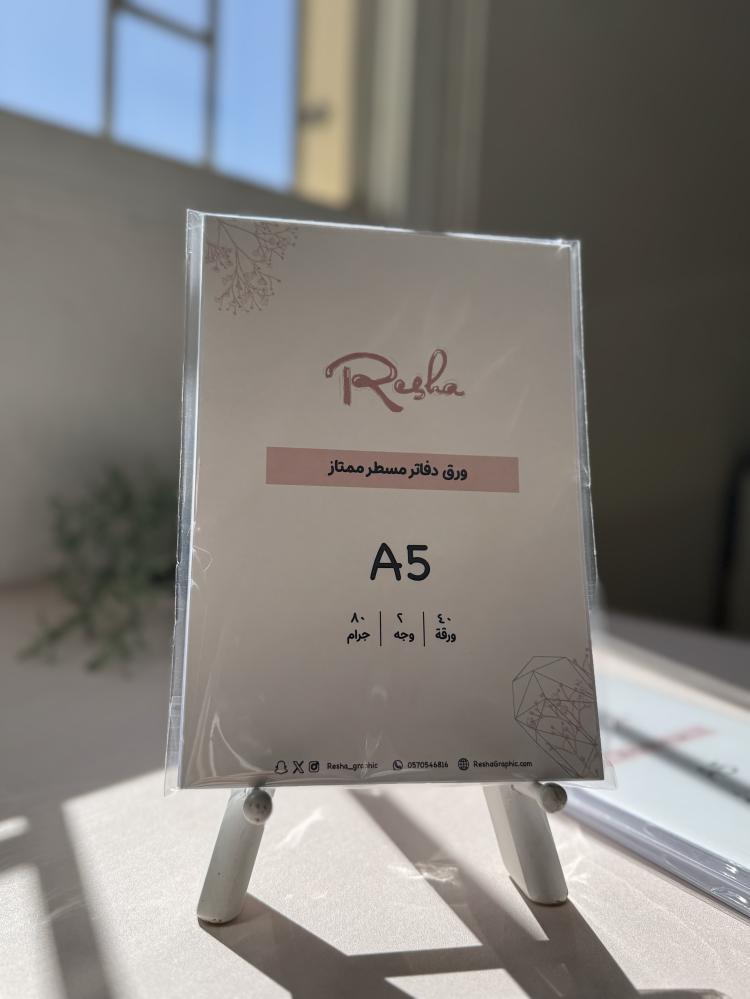 Resha
ورق دفاتر مسطر ممتاز
A5
٤٠ ورقة | ٢ وجه | ٨٠ جرام
Resha_graphic 0570546816 ReshaGraphic.com